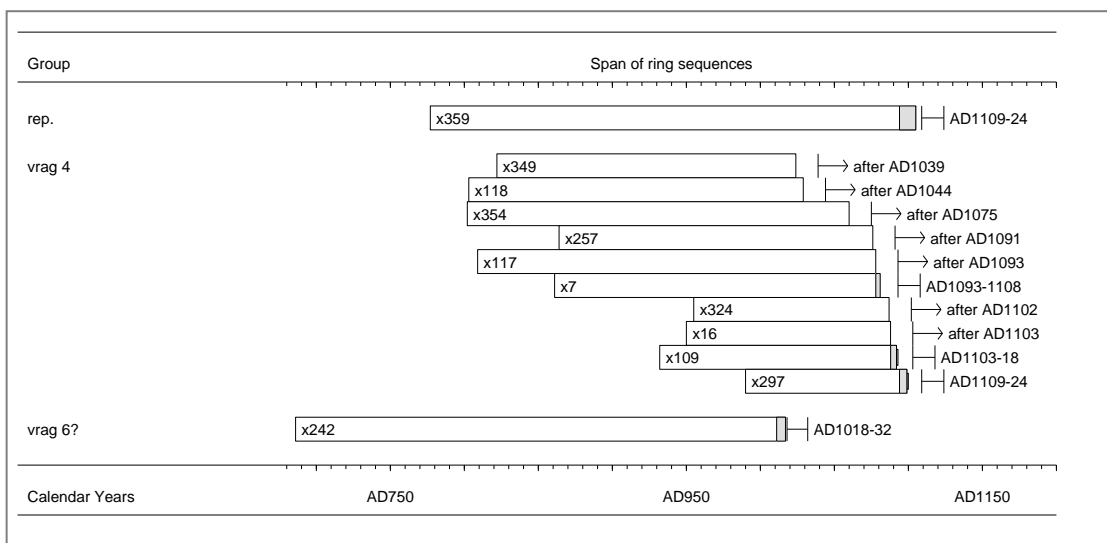 Group Span of ring sequences
rep. x359 AD1109-24
vrag 4 x349 after AD1039
x118 after AD1044
x354 after AD1075
x257 after AD1091
x117 after AD1093
x7 AD1093-1108
x324 after AD1102
x16 after AD1103
x109 AD1103-18
x297 AD1109-24
vrag 6? x242 AD1018-32
Calendar Years AD750 AD950 AD1150